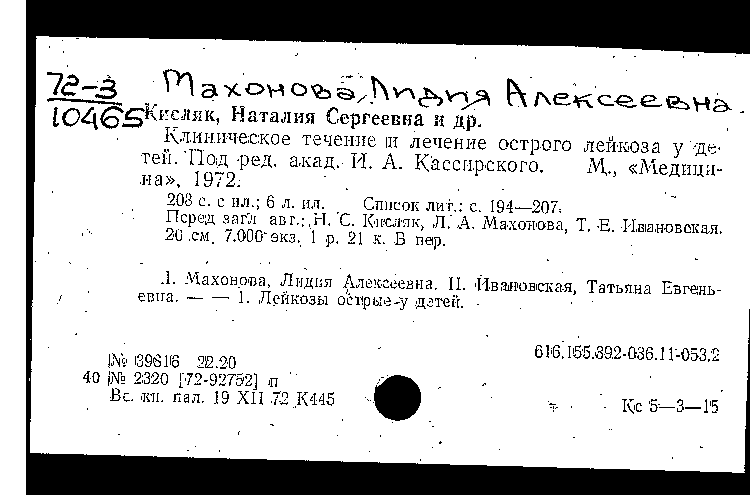 72-3 Махонова, Лидия Алексеевна.
10465 Кисляк, Наталия Сергеевна и др.
Клиническое течение и лечение острого лейкоза у де-
тей. Под ред. акад. И. А. Кассирского. М., «Медици-
на», 1972.
208 с. с ил.; 6 л. ил. Список лит.: с. 194—207.
Перед загл. авт.: Н. С. Кисляк, Л. А. Махонова, Т. Е. Ивановская.
20 см. 7.000 экз. 1 р. 21 к. В пер.
I. Махонова, Лидия Алексеевна. II. Ивановская, Татьяна Евгень-
евна. — — 1. Лейкозы острые у детей.
616.155.392-036.11-053.2
№ 39616 22.20
40 № 2320 [72-92752] п
Вс. кн. пал. 19 XII 72 К445
Кс 5—3—15